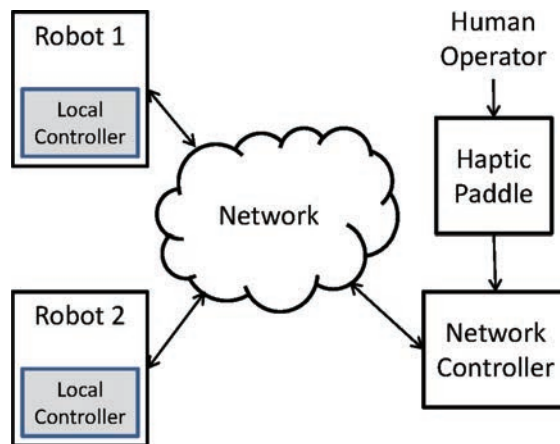 Robot 1
Local
Controller
Human
Operator
Haptic
Paddle
Network
Robot 2
Local
Controller
Network
Controller